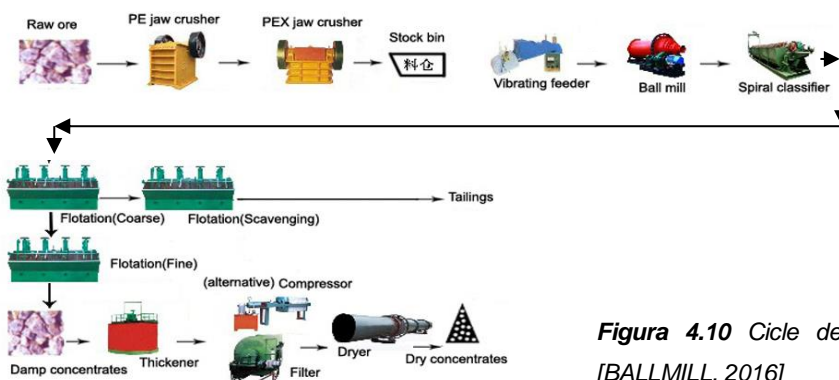 Raw ore
PE jaw crusher
PEX jaw crusher
Stock bin
料仓
Vibrating feeder
Ball mill
Spiral classifier
Flotation(Coarse)
Flotation(Scavenging)
Tailings
Flotation(Fine)
(alternative) Compressor
Damp concentrates
Thickener
Filter
Dryer
Dry concentrates
Figura 4.10 Cicle de
[BALLMILL, 2016]